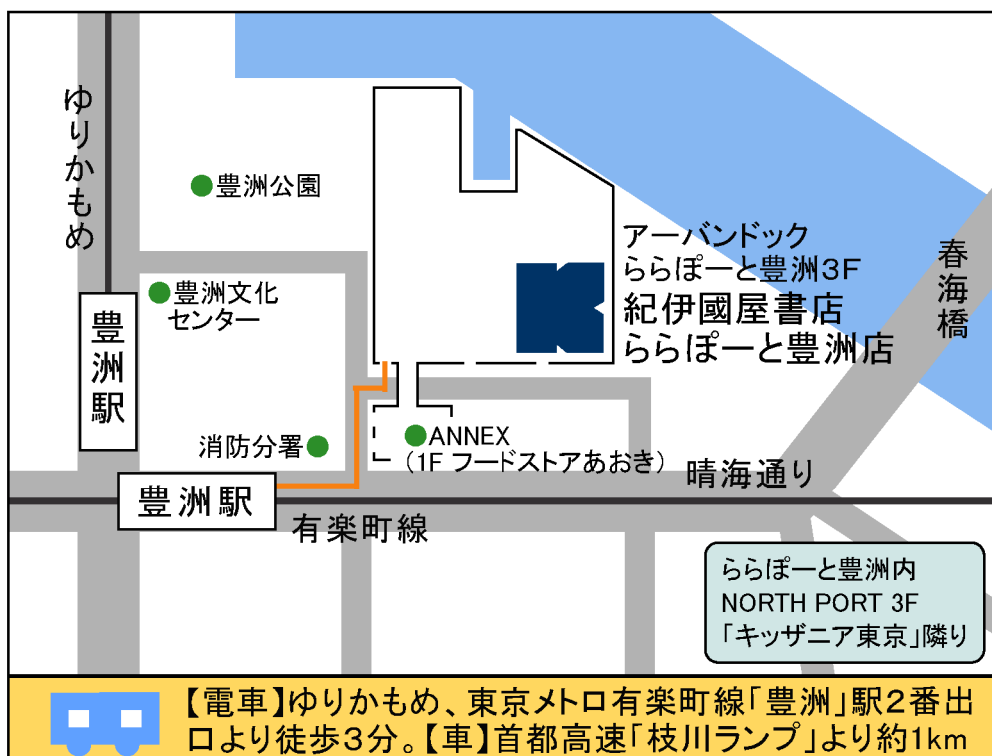 ゆりかもめ
豊洲公園
アーバンドック
ららぽーと豊洲3F
紀伊國屋書店
ららぽーと豊洲店
春海橋
豊洲文化
センター
豊洲駅
消防分署
ANNEX
(1F フードストアあおき)
晴海通り
豊洲駅
有楽町線
ららぽーと豊洲内
NORTH PORT 3F
「キッザニア東京」隣り
【電車】ゆりかもめ、東京メトロ有楽町線「豊洲」駅2番出
口より徒歩3分。【車】首都高速「枝川ランプ」より約1km